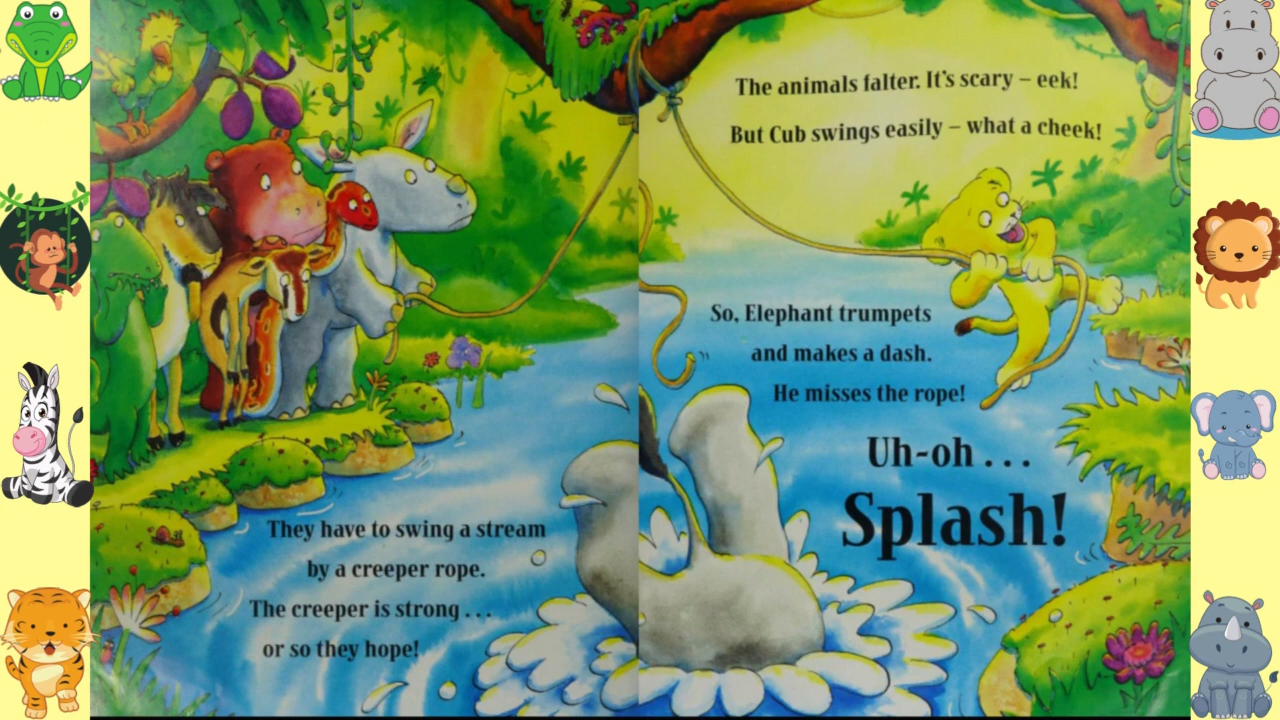 They have to swing a stream
by a creeper rope.
The creeper is strong . . .
or so they hope!
The animals falter. It's scary – eek!
But Cub swings easily – what a cheek!
So, Elephant trumpets
and makes a dash.
He misses the rope!
Uh-oh . . .
Splash!